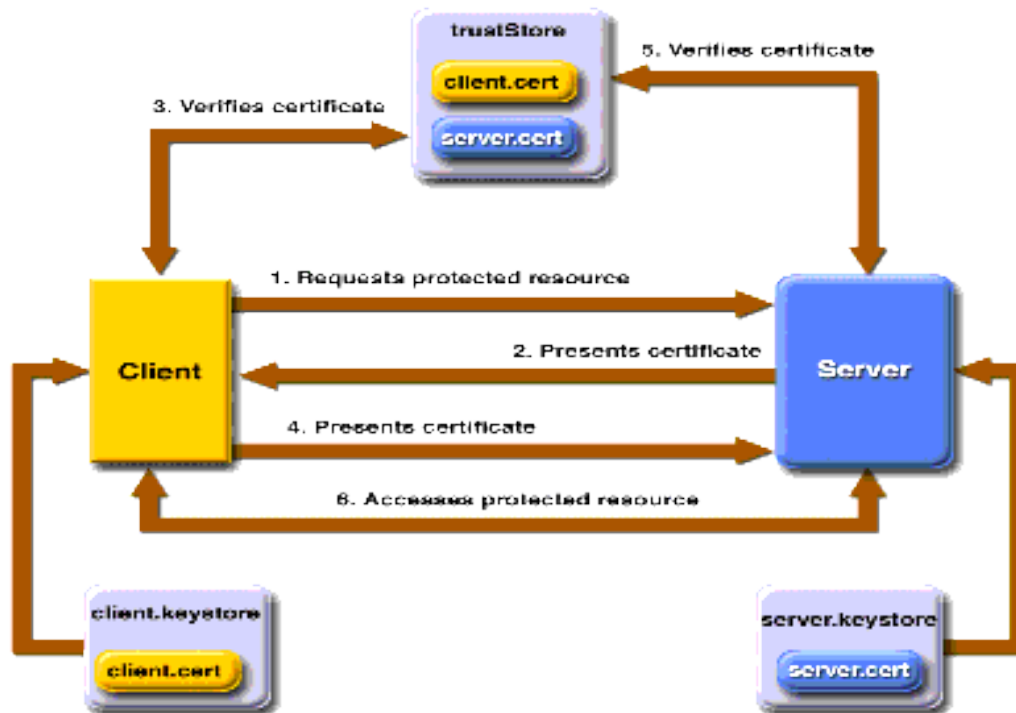 trustStore
client.cert
server.cert
5. Verifies certificate
3. Verifies certificate
1. Requests protected resource
2. Presents certificate
Client
Server
4. Presents certificate
6. Accesses protected resource
client.keystore
client.cert
server.keystore
server.cert